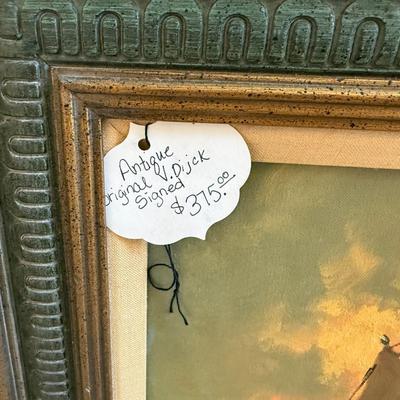 Antique
Original V. Dijck
Signed
$375.00